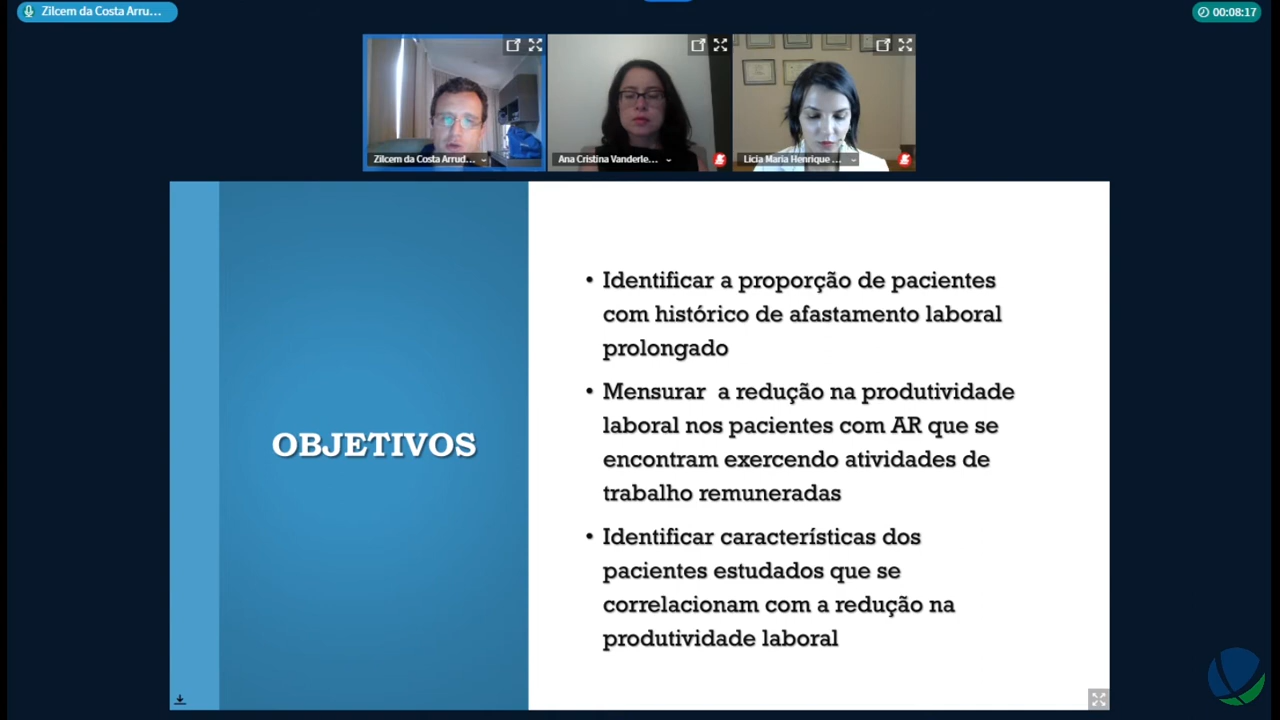 Zilcem da Costa Arru...
00:08:17
Zilcem da Costa Arrud...
Ana Cristina Vanderle...
Licia Maria Henrique ...
OBJETIVOS
• Identificar a proporção de pacientes
com histórico de afastamento laboral
prolongado
• Mensurar a redução na produtividade
laboral nos pacientes com AR que se
encontram exercendo atividades de
trabalho remuneradas
• Identificar características dos
pacientes estudados que se
correlacionam com a redução na
produtividade laboral